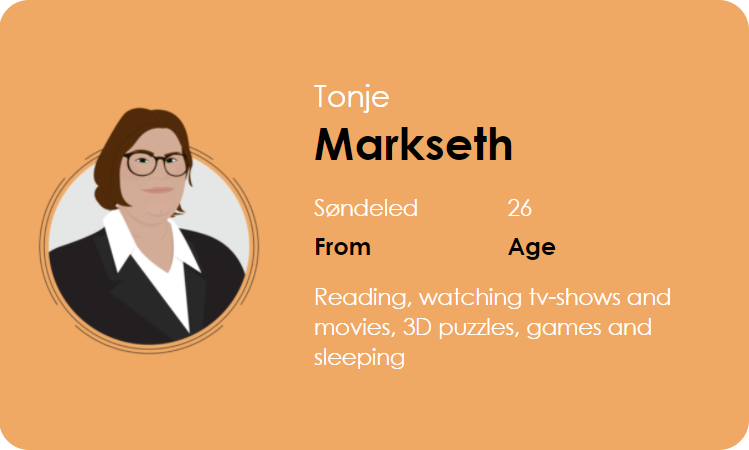 Tonje
Markseth
Søndeled 26
From Age
Reading, watching tv-shows and
movies, 3D puzzles, games and
sleeping